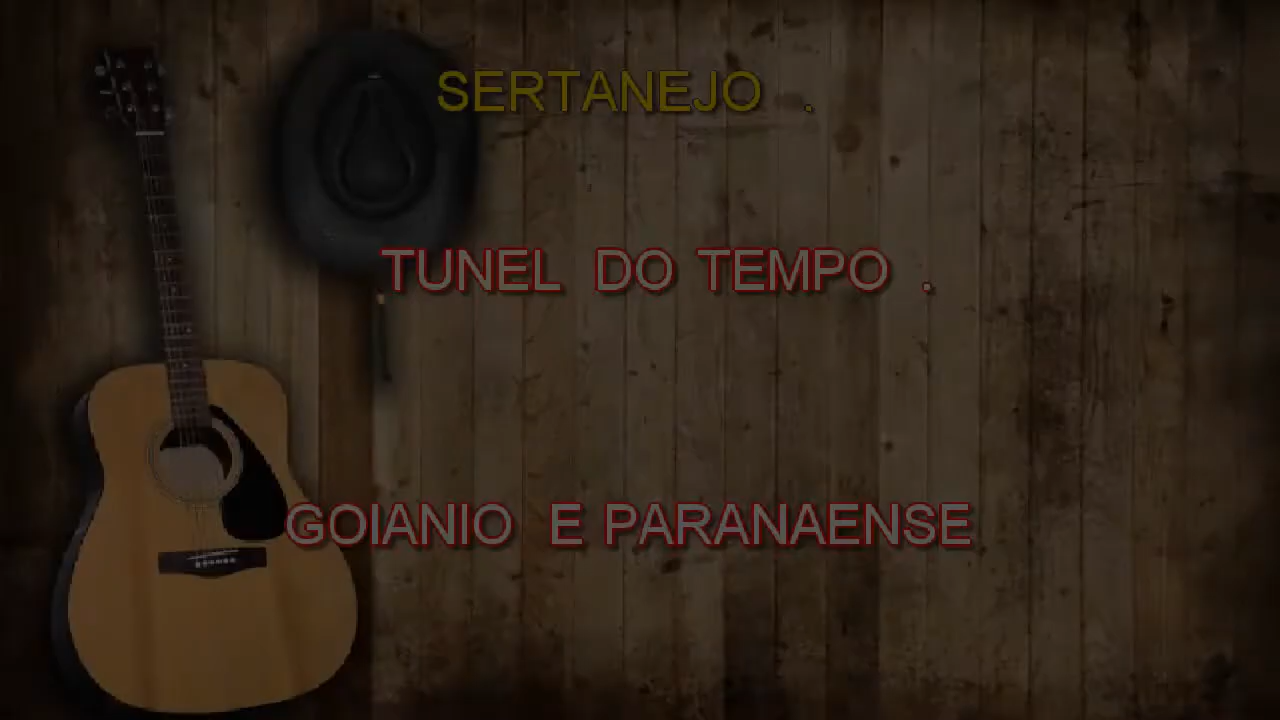 SERTANEJO .
TUNEL DO TEMPO .
GOIANIO E PARANAENSE